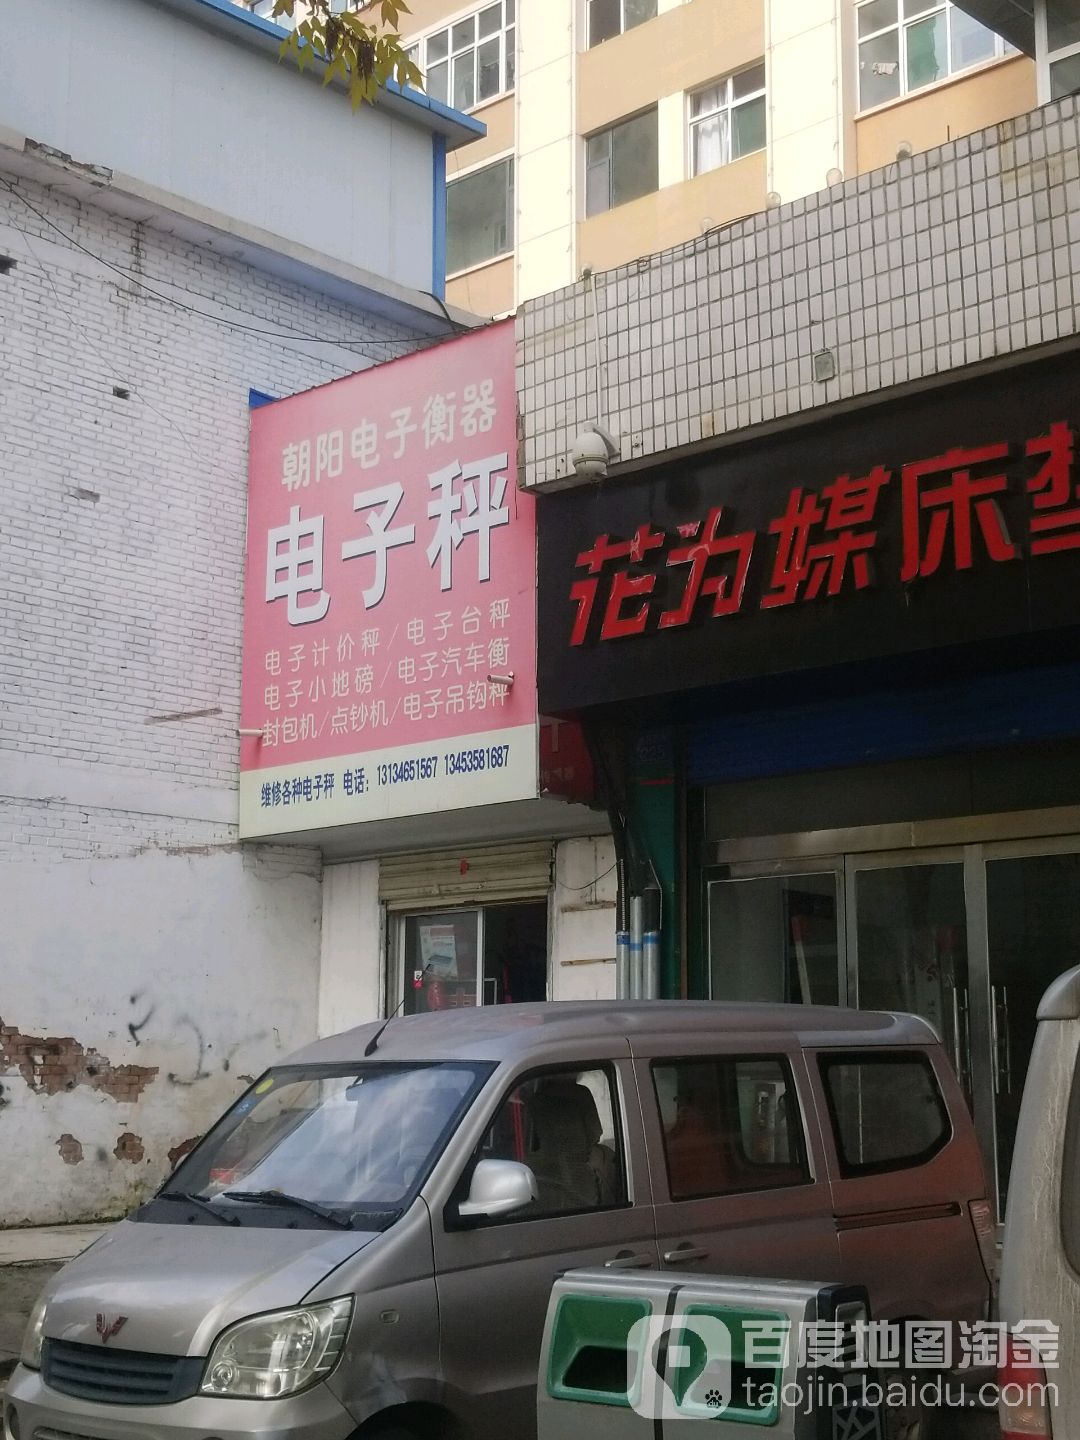 朝阳电子衡器
电子秤
电子计价秤/电子台秤
电子小地磅/电子汽车衡
封包机/点钞机/电子吊钩秤
维修各种电子秤 电话：13134651567 13453581687
花为媒床垫
百度地图淘金
taojin.baidu.com